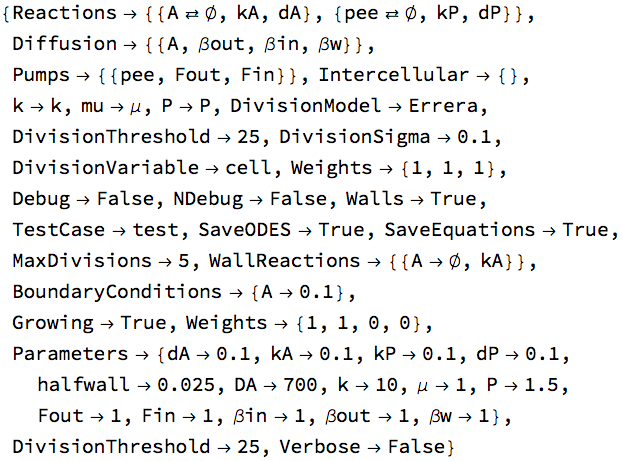 {Reactions → {{A ⇄ ∅, kA, dA}, {pee ⇄ ∅, kP, dP}},
Diffusion → {{A, βout, βin, βw}},
Pumps → {{pee, Fout, Fin}}, Intercellular → {},
k → k, mu → μ, P → P, DivisionModel → Errera,
DivisionThreshold → 25, DivisionSigma → 0.1,
DivisionVariable → cell, Weights → {1, 1, 1},
Debug → False, NDebug → False, Walls → True,
TestCase → test, SaveODES → True, SaveEquations → True,
MaxDivisions → 5, WallReactions → {{A → ∅, kA}},
BoundaryConditions → {A → 0.1},
Growing → True, Weights → {1, 1, 0, 0},
Parameters → {dA → 0.1, kA → 0.1, kP → 0.1, dP → 0.1,
halfwall → 0.025, DA → 700, k → 10, μ → 1, P → 1.5,
Fout → 1, Fin → 1, βin → 1, βout → 1, βw → 1},
DivisionThreshold → 25, Verbose → False}